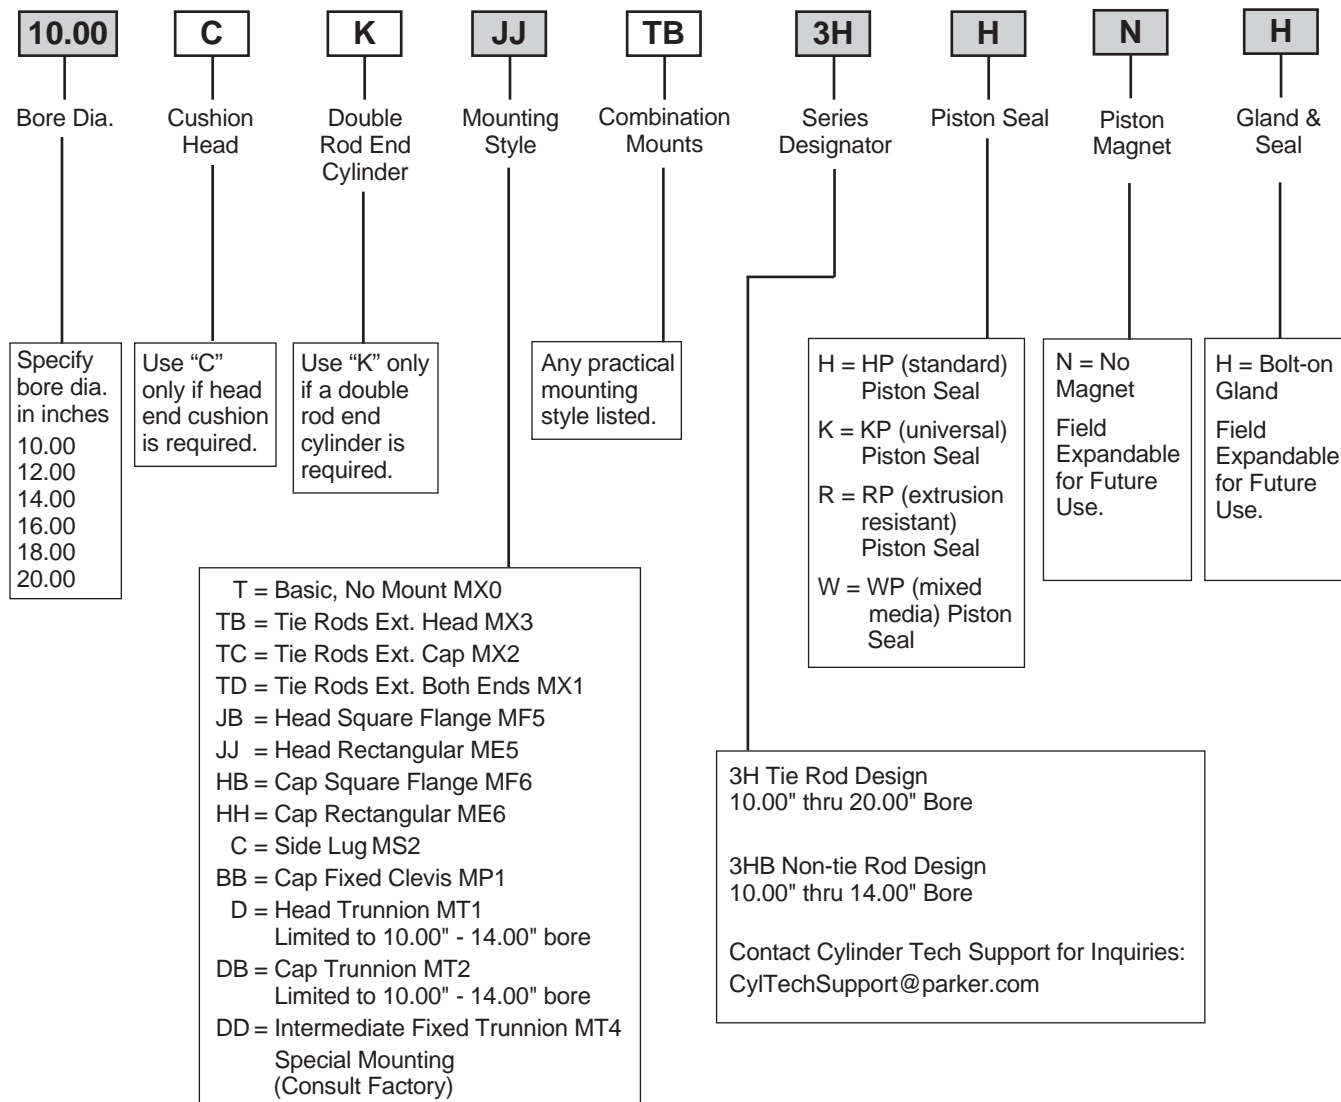 10.00 C K JJ TB 3H H N H
Bore Dia.
Cushion
Head
Double
Rod End
Cylinder
Mounting
Style
Combination
Mounts
Series
Designator
Piston Seal
Piston
Magnet
Gland &
Seal
Specify
bore dia.
in inches
10.00
12.00
14.00
16.00
18.00
20.00
Use “C”
only if head
end cushion
is required.
Use “K” only
if a double
rod end
cylinder is
required.
Any practical
mounting
style listed.
H = HP (standard)
Piston Seal
K = KP (universal)
Piston Seal
R = RP (extrusion
resistant)
Piston Seal
W = WP (mixed
media) Piston
Seal
N = No
Magnet
Field
Expandable
for Future
Use.
H = Bolt-on
Gland
Field
Expandable
for Future
Use.
T = Basic, No Mount MX0
TB = Tie Rods Ext. Head MX3
TC = Tie Rods Ext. Cap MX2
TD = Tie Rods Ext. Both Ends MX1
JB = Head Square Flange MF5
JJ = Head Rectangular ME5
HB = Cap Square Flange MF6
HH = Cap Rectangular ME6
C = Side Lug MS2
BB = Cap Fixed Clevis MP1
D = Head Trunnion MT1
Limited to 10.00" - 14.00" bore
DB = Cap Trunnion MT2
Limited to 10.00" - 14.00" bore
DD = Intermediate Fixed Trunnion MT4
Special Mounting
(Consult Factory)
3H Tie Rod Design
10.00" thru 20.00" Bore
3HB Non-tie Rod Design
10.00" thru 14.00" Bore
Contact Cylinder Tech Support for Inquiries:
CylTechSupport@parker.com